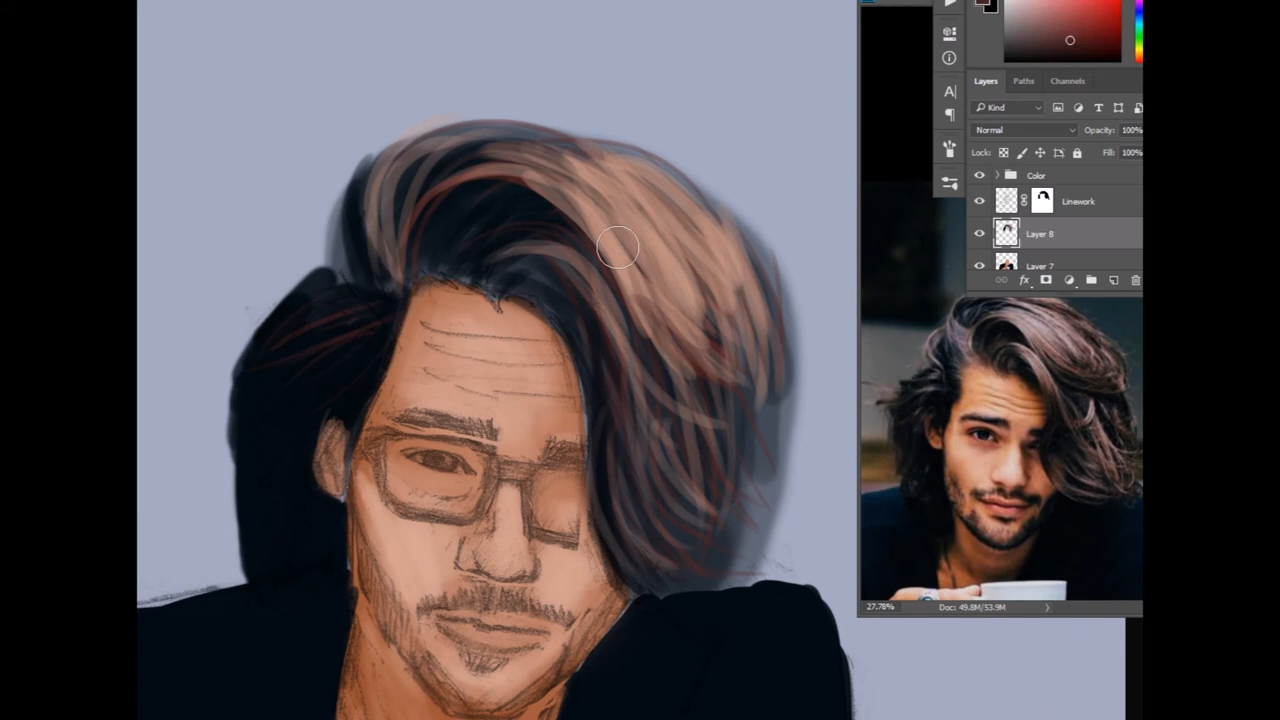 Layers Paths Channels
Kind
Normal Opacity: 100%
Lock: Fill: 100%
Color
Linework
Layer 8
Layer 7
fx
27.78% Doc: 49.8M/53.9M